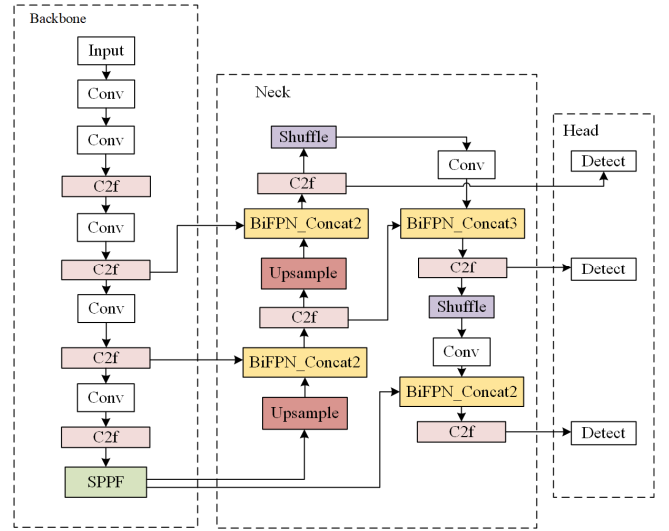 Backbone
Input
Conv
Conv
C2f
Conv
C2f
Conv
C2f
Conv
C2f
SPPF
Neck
Shuffle
C2f
BiFPN_Concat2
Upsample
C2f
BiFPN_Concat2
Upsample
Conv
BiFPN_Concat3
C2f
Shuffle
Conv
BiFPN_Concat2
C2f
Head
Detect
Detect
Detect